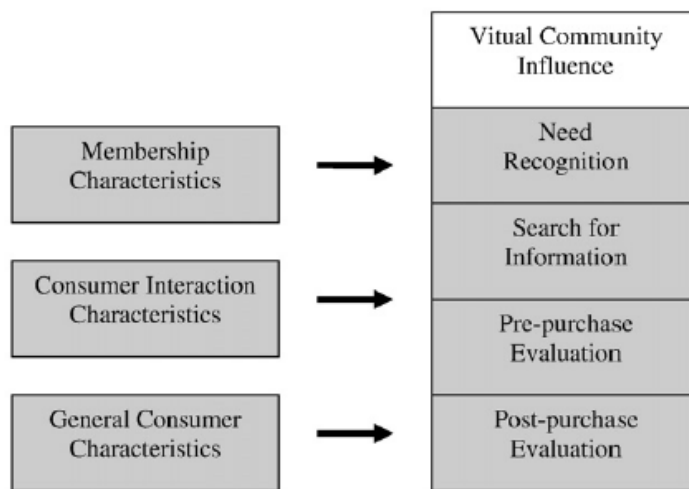 Vitual Community
Influence
Membership
Characteristics
Need
Recognition
Search for
Information
Consumer Interaction
Characteristics
Pre-purchase
Evaluation
General Consumer
Characteristics
Post-purchase
Evaluation